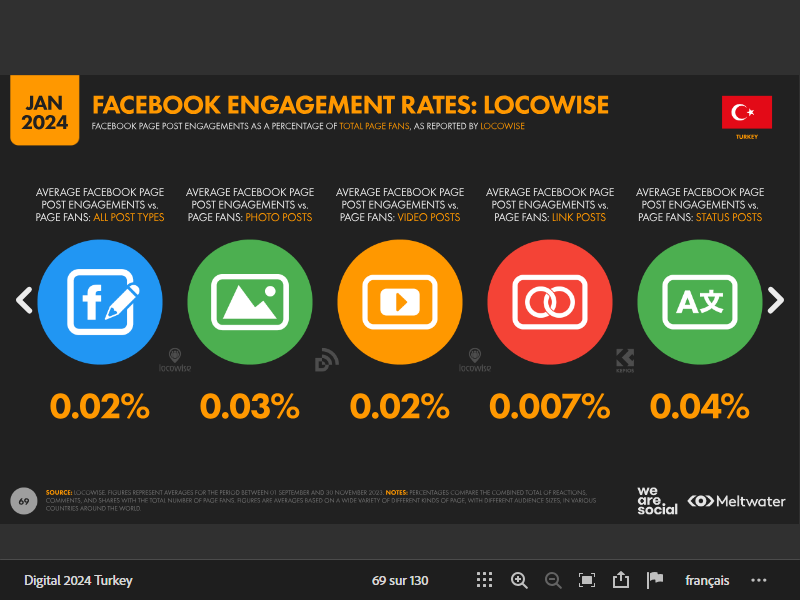 JAN
2024
FACEBOOK ENGAGEMENT RATES: LOCOWISE
FACEBOOK PAGE POST ENGAGEMENTS AS A PERCENTAGE OF TOTAL PAGE FANS, AS REPORTED BY LOCOWISE
TURKEY
AVERAGE FACEBOOK PAGE
POST ENGAGEMENTS vs.
PAGE FANS: ALL POST TYPES
AVERAGE FACEBOOK PAGE
POST ENGAGEMENTS vs.
PAGE FANS: PHOTO POSTS
AVERAGE FACEBOOK PAGE
POST ENGAGEMENTS vs.
PAGE FANS: VIDEO POSTS
AVERAGE FACEBOOK PAGE
POST ENGAGEMENTS vs.
PAGE FANS: LINK POSTS
AVERAGE FACEBOOK PAGE
POST ENGAGEMENTS vs.
PAGE FANS: STATUS POSTS
f
A文
locowise
locowise
KEPIOS
0.02%
0.03%
0.02%
0.007%
0.04%
69
SOURCE: LOCOWISE. FIGURES REPRESENT AVERAGES FOR THE PERIOD BETWEEN 01 SEPTEMBER AND 30 NOVEMBER 2023. NOTES: PERCENTAGES COMPARE THE COMBINED TOTAL OF REACTIONS,
COMMENTS, AND SHARES WITH THE TOTAL NUMBER OF PAGE FANS. FIGURES ARE AVERAGES BASED ON A WIDE VARIETY OF DIFFERENT KINDS OF PAGE, WITH DIFFERENT AUDIENCE SIZES, IN VARIOUS
COUNTRIES AROUND THE WORLD.
we
are.
social
Meltwater
Digital 2024 Turkey
69 sur 130
français